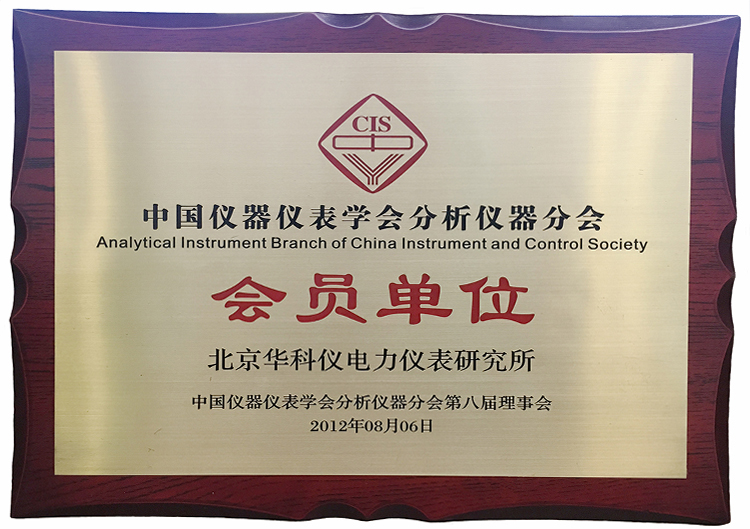 CIS
中国仪器仪表学会分析仪器分会
Analytical Instrument Branch of China Instrument and Control Society
会员单位
北京华科仪电力仪表研究所
中国仪器仪表学会分析仪器分会第八届理事会
2012年08月06日